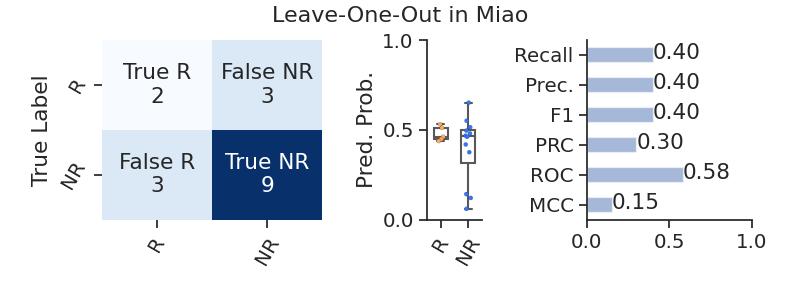 Leave-One-Out in Miao
True Label
R
NR
True R
2
False NR
3
False R
3
True NR
9
R
NR
Pred. Prob.
1.0
0.5
0.0
R
NR
Recall 0.40
Prec. 0.40
F1 0.40
PRC 0.30
ROC 0.58
MCC 0.15
0.0 0.5 1.0